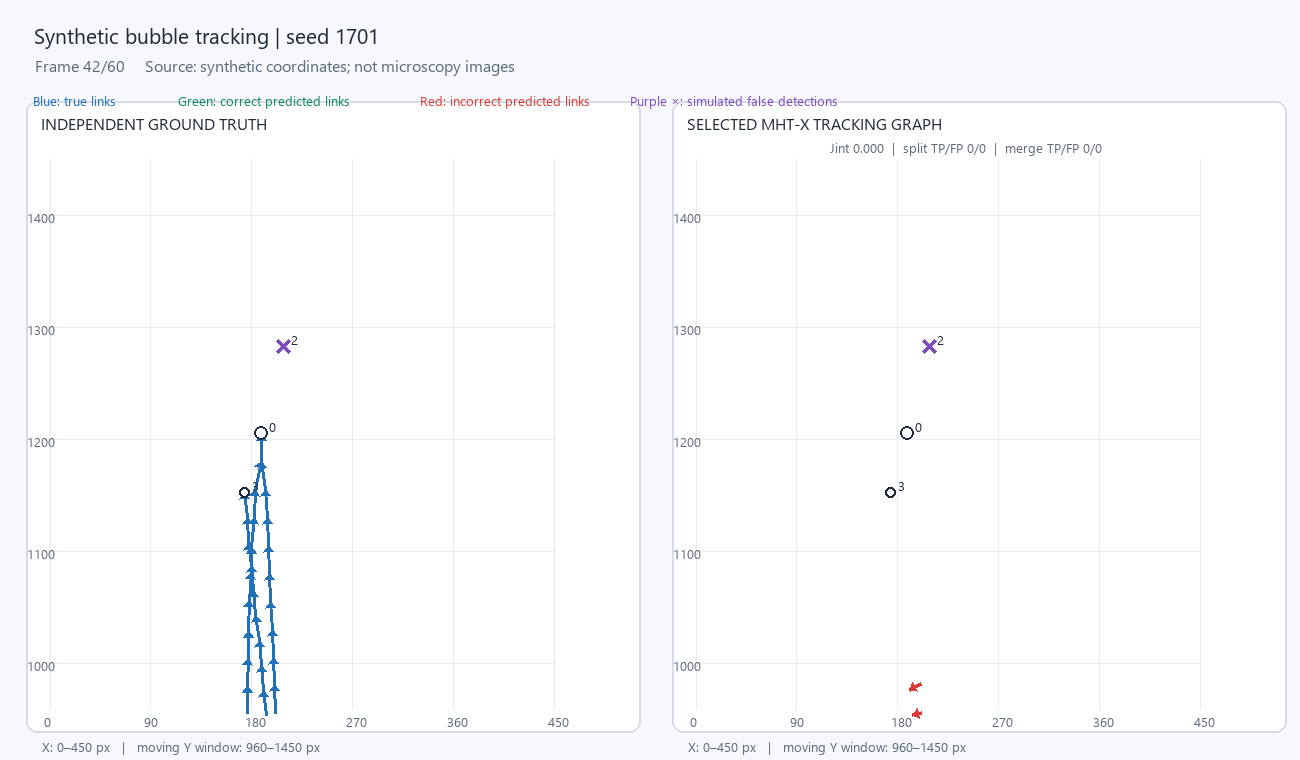 Synthetic bubble tracking | seed 1701
Frame 42/60 Source: synthetic coordinates; not microscopy images
Blue: true links Green: correct predicted links Red: incorrect predicted links Purple ×: simulated false detections
INDEPENDENT GROUND TRUTH
1400
1300
2
1200
0
3
1100
1000
0 90 180 270 360 450
X: 0–450 px | moving Y window: 960–1450 px
SELECTED MHT-X TRACKING GRAPH
Jint 0.000 | split TP/FP 0/0 | merge TP/FP 0/0
1400
1300
2
1200
0
3
1100
1000
0 90 180 270 360 450
X: 0–450 px | moving Y window: 960–1450 px